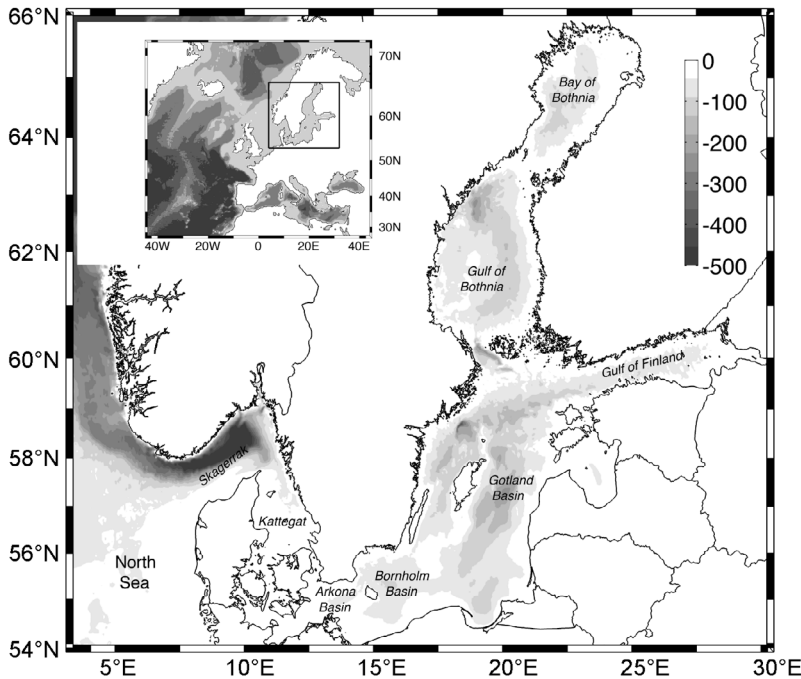 66°N
64°N
62°N
60°N
58°N
56°N
54°N
5°E
10°E
15°E
20°E
25°E
30°E
70N
60N
50N
40N
30N
40W
20W
0
20E
40E
0
-100
-200
-300
-400
-500
Bay of
Bothnia
Gulf of
Bothnia
Gulf of Finland
Skagerrak
Gotland
Basin
Kattegat
North
Sea
Arkona
Basin
Bornholm
Basin